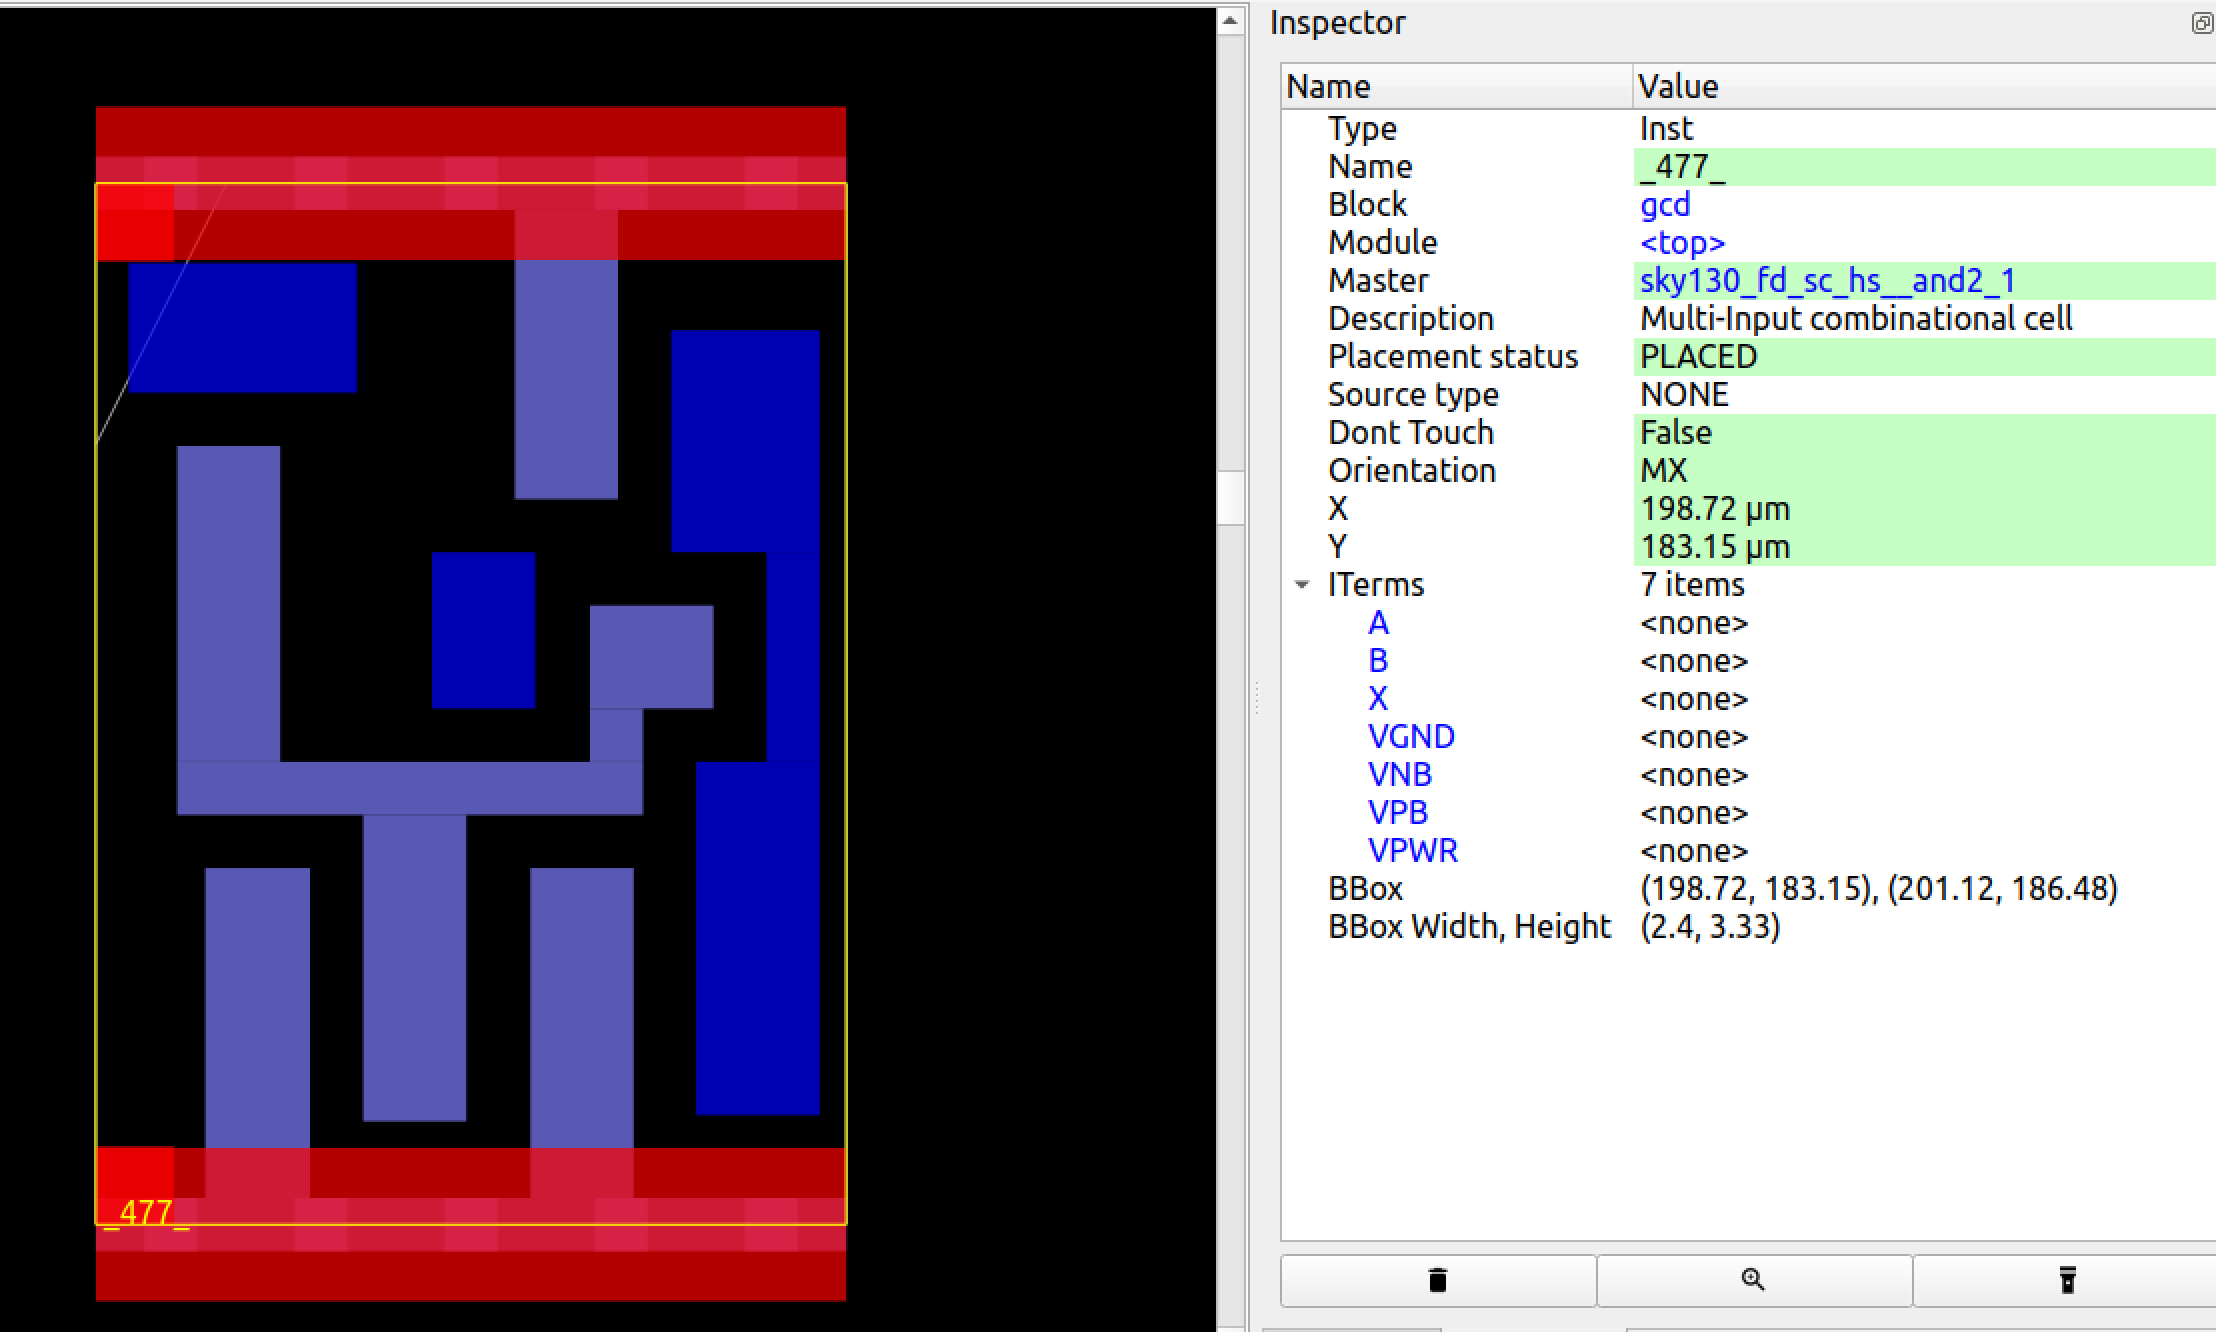 Inspector
Name Value
Type Inst
Name _477_
Block gcd
Module <top>
Master sky130_fd_sc_hs__and2_1
Description Multi-Input combinational cell
Placement status PLACED
Source type NONE
Dont Touch False
Orientation MX
X 198.72 µm
Y 183.15 µm
ITerms 7 items
A <none>
B <none>
X <none>
VGND <none>
VNB <none>
VPB <none>
VPWR <none>
BBox (198.72, 183.15), (201.12, 186.48)
BBox Width, Height (2.4, 3.33)
_477_